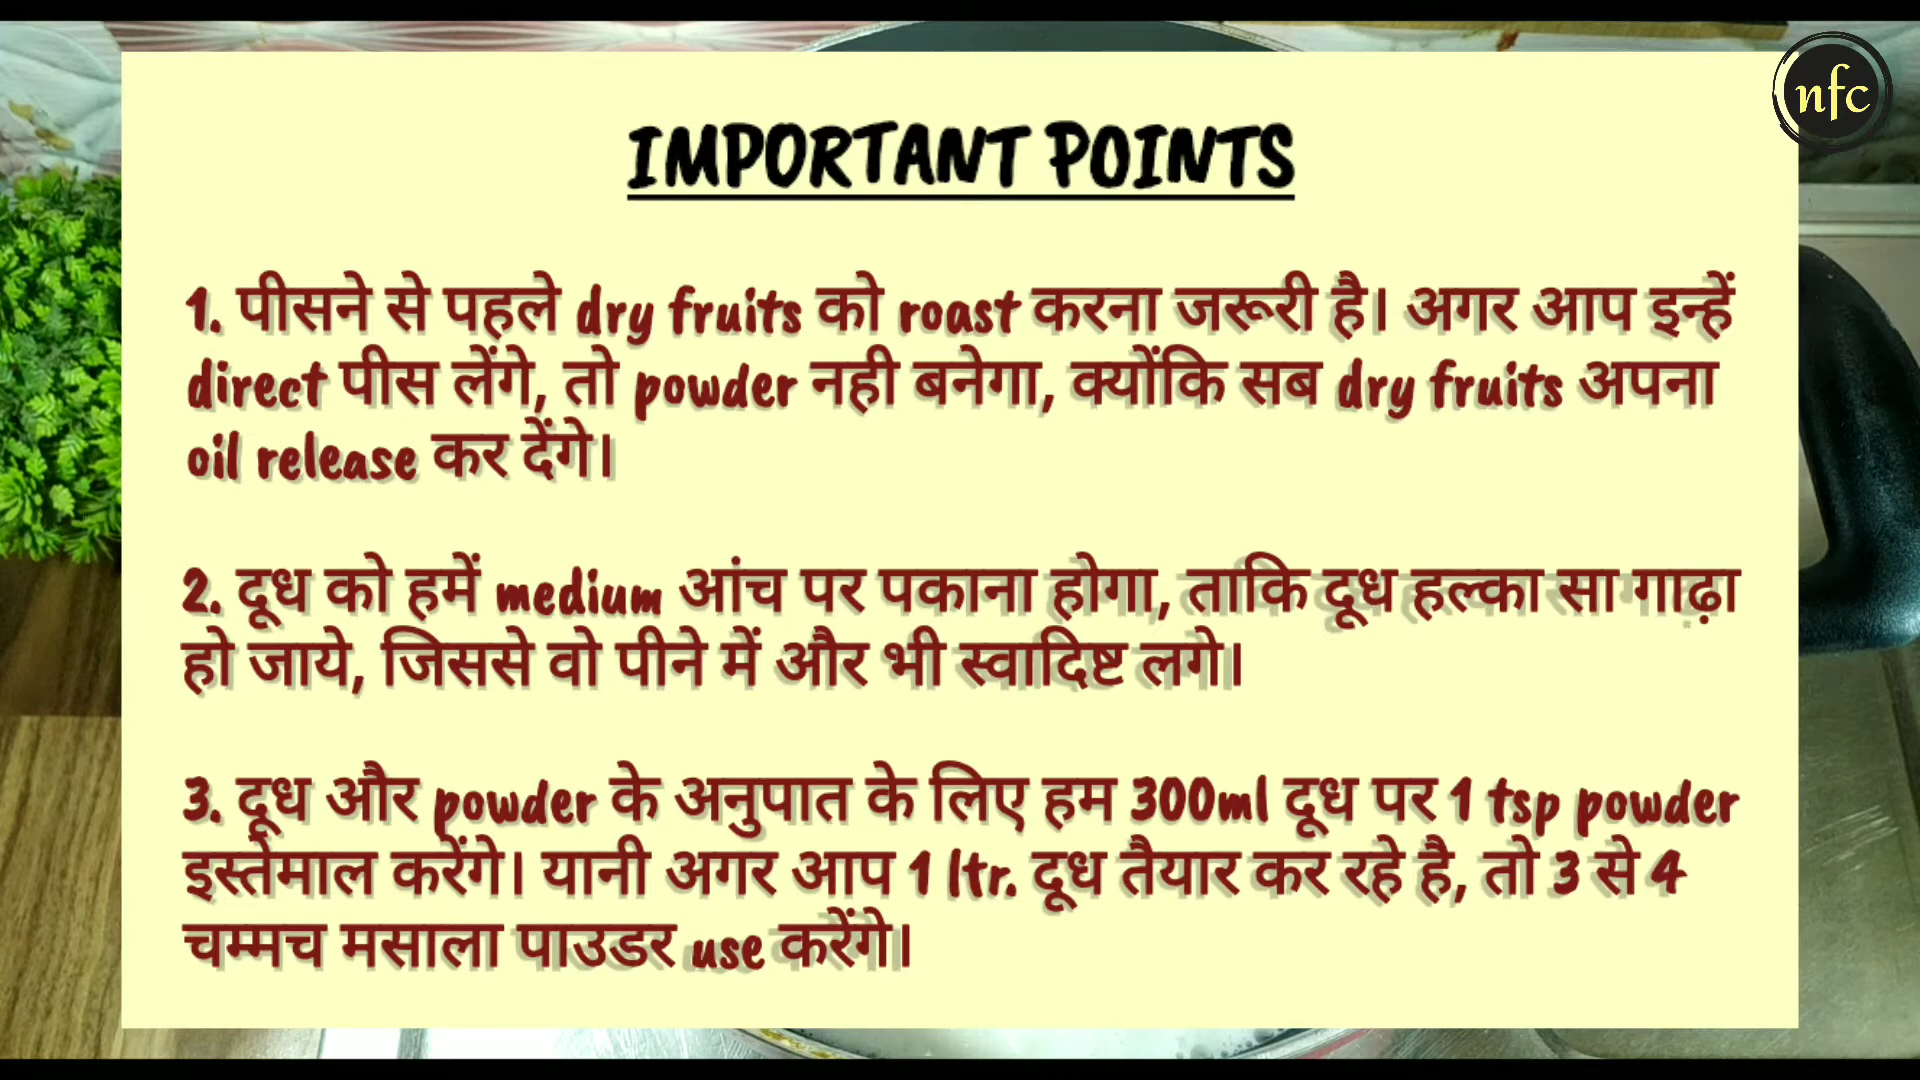 nfc
IMPORTANT POINTS
1. पीसने से पहले dry fruits को roast करना जरूरी है। अगर आप इन्हें
direct पीस लेंगे, तो powder नही बनेगा, क्योंकि सब dry fruits अपना
oil release कर देंगे।
2. दूध को हमें medium आंच पर पकाना होगा, ताकि दूध हल्का सा गाढ़ा
हो जाये, जिससे वो पीने में और भी स्वादिष्ट लगे।
3. दूध और powder के अनुपात के लिए हम 300ml दूध पर 1 tsp powder
इस्तेमाल करेंगे। यानी अगर आप 1 ltr. दूध तैयार कर रहे है, तो 3 से 4
चम्मच मसाला पाउडर use करेंगे।